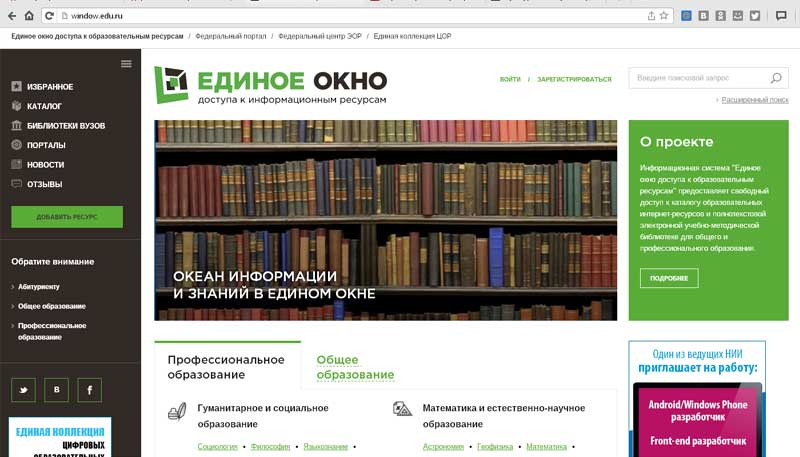 window.edu.ru
Единое окно доступа к образовательным ресурсам / Федеральный портал / Федеральный центр ЭОР / Единая коллекция ЦОР
ИЗБРАННОЕ
КАТАЛОГ
БИБЛИОТЕКИ ВУЗОВ
ПОРТАЛЫ
НОВОСТИ
ОТЗЫВЫ
ДОБАВИТЬ РЕСУРС
Обратите внимание
Абитуриенту
Общее образование
Профессиональное
образование
ЕДИНАЯ КОЛЛЕКЦИЯ
ЦИФРОВЫХ
ОБРАЗОВАТЕЛЬНЫХ
ЕДИНОЕ ОКНО
доступа к информационным ресурсам
ВОЙТИ / ЗАРЕГИСТРИРОВАТЬСЯ
Введите поисковой запрос
> Расширенный поиск
ОКЕАН ИНФОРМАЦИИ
И ЗНАНИЙ В ЕДИНОМ ОКНЕ
О проекте
Информационная система "Единое
окно доступа к образовательным
ресурсам" предоставляет свободный
доступ к каталогу образовательных
интернет-ресурсов и полнотекстовой
электронной учебно-методической
библиотеке для общего и
профессионального образования.
ПОДРОБНЕЕ
Профессиональное
образование
Общее
образование
Гуманитарное и социальное
образование
Социология • Философия • Языкознание •
Математика и естественно-научное
образование
Астрономия • Геофизика • Математика •
Один из ведущих НИИ
приглашает на работу:
Android/Windows Phone
разработчик
Front-end разработчик